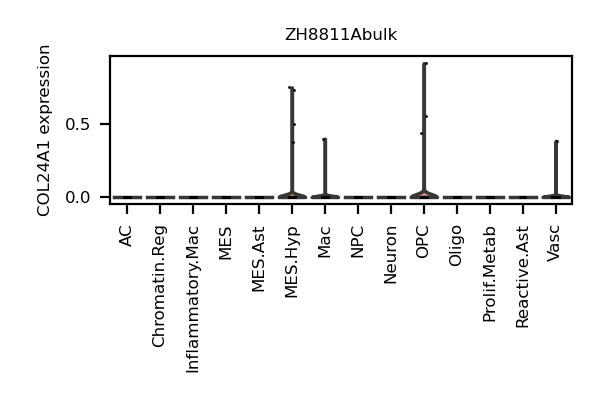 ZH8811Abulk
COL24A1 expression
0.5
0.0
AC
Chromatin.Reg
Inflammatory.Mac
MES
MES.Ast
MES.Hyp
Mac
NPC
Neuron
OPC
Oligo
Prolif.Metab
Reactive.Ast
Vasc